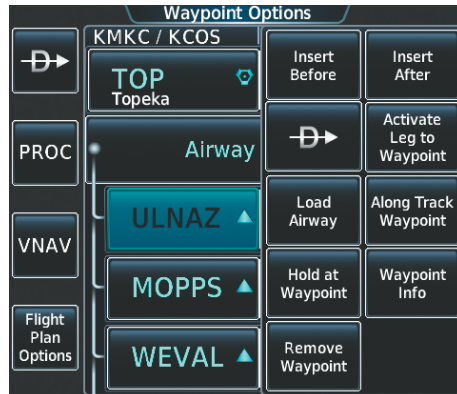 Waypoint Options
KMKC / KCOS
TOP
Topeka
Airway
ULNAZ
MOPPS
WEVAL
D
PROC
VNAV
Flight
Plan
Options
Insert
Before
Insert
After
D
Activate
Leg to
Waypoint
Load
Airway
Along Track
Waypoint
Hold at
Waypoint
Waypoint
Info
Remove
Waypoint